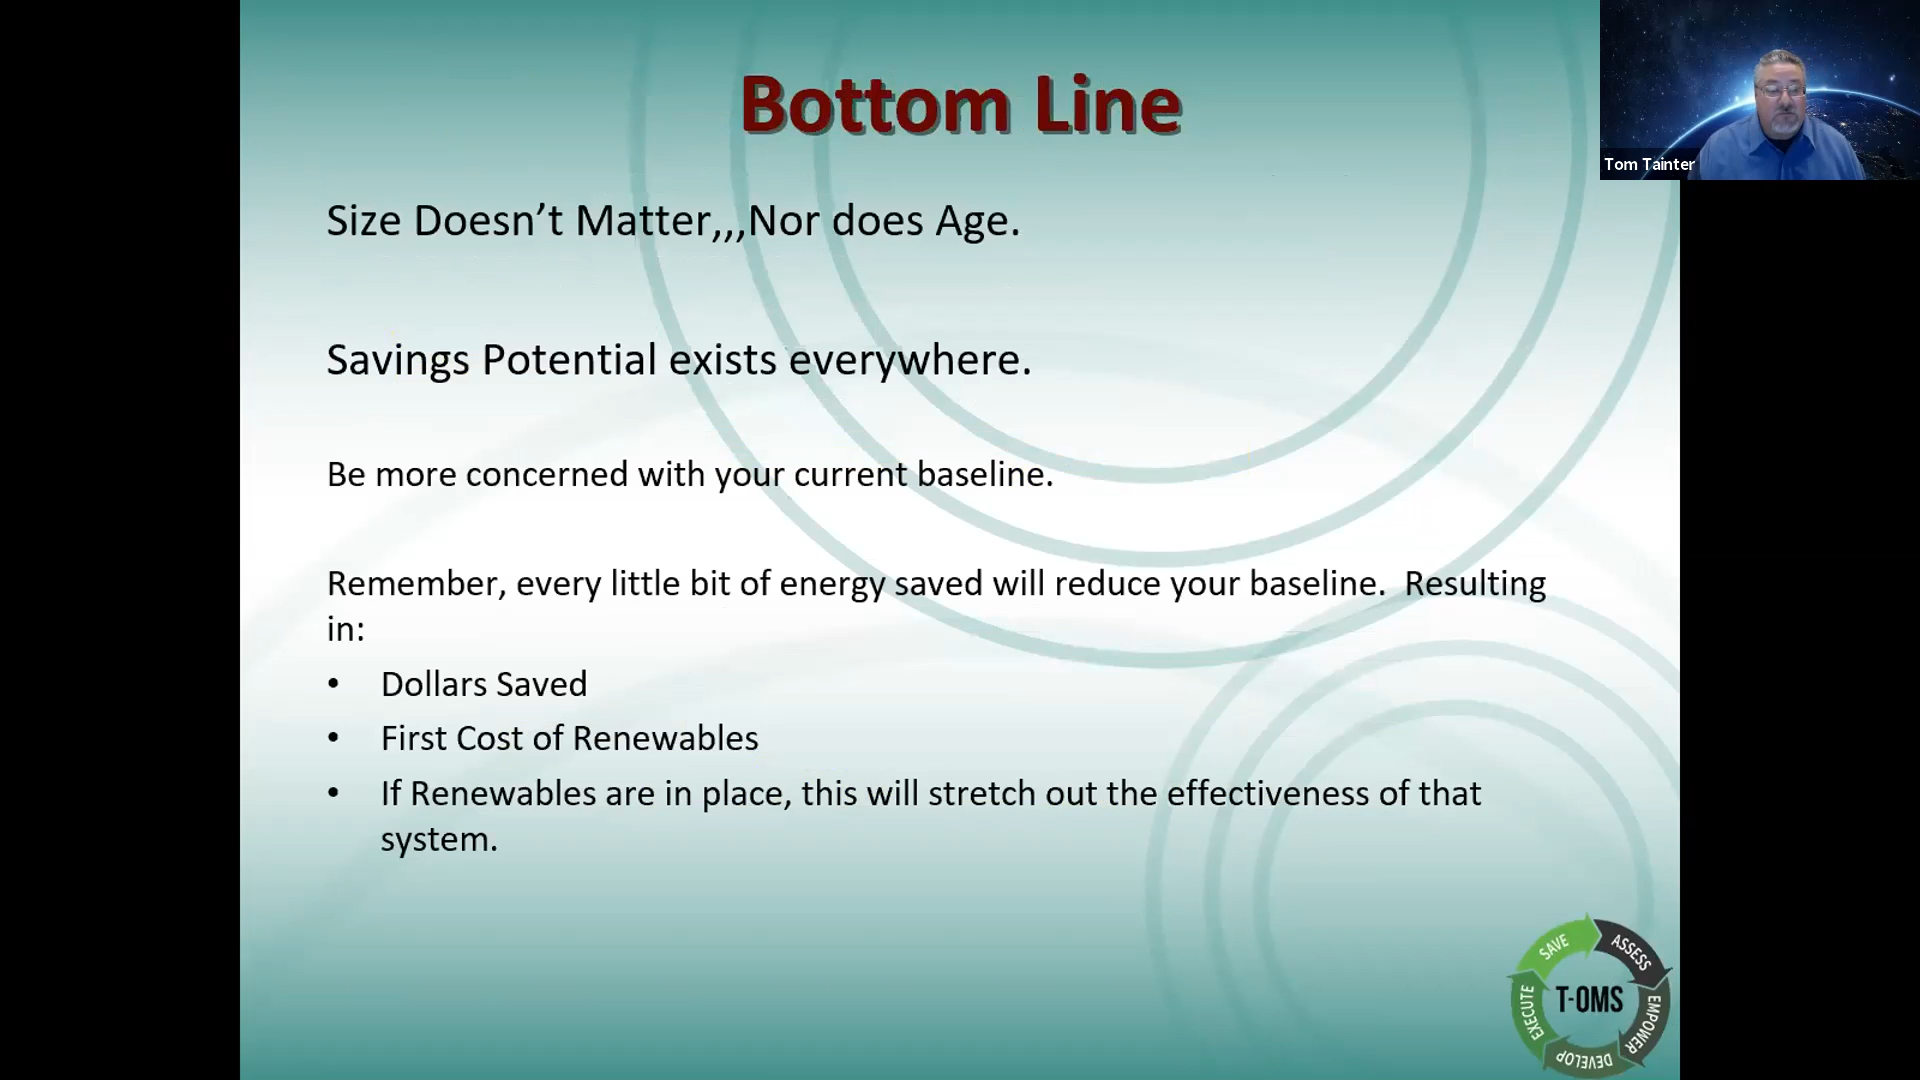 Bottom Line
Tom Tainter
Size Doesn’t Matter,,,Nor does Age.
Savings Potential exists everywhere.
Be more concerned with your current baseline.
Remember, every little bit of energy saved will reduce your baseline.  Resulting
in:
• Dollars Saved
• First Cost of Renewables
• If Renewables are in place, this will stretch out the effectiveness of that
system.
SAVE
ASSESS
T-OMS
EXECUTE
EMPOWER
DEVELOP